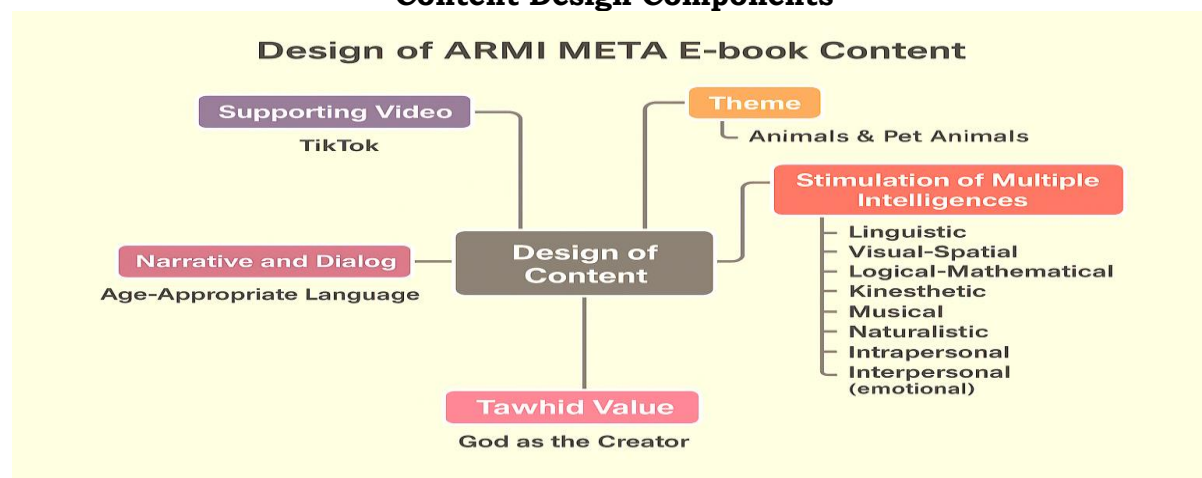 Content Design Components
Design of ARMI META E-book Content
Supporting Video
TikTok
Theme
Animals & Pet Animals
Stimulation of Multiple
Intelligences
Linguistic
Visual-Spatial
Logical-Mathematical
Kinesthetic
Musical
Naturalistic
Intrapersonal
Interpersonal
(emotional)
Design of
Content
Narrative and Dialog
Age-Appropriate Language
Tawhid Value
God as the Creator